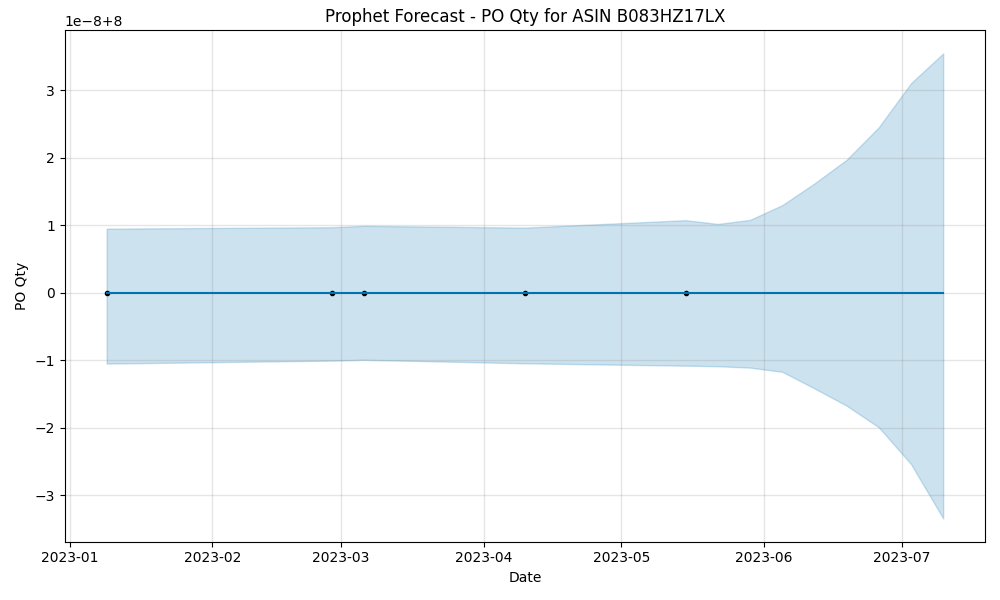 Prophet Forecast - PO Qty for ASIN B083HZ17LX
1e−8+8
3
2
1
0
−1
−2
−3
PO Qty
2023-01 2023-02 2023-03 2023-04 2023-05 2023-06 2023-07
Date